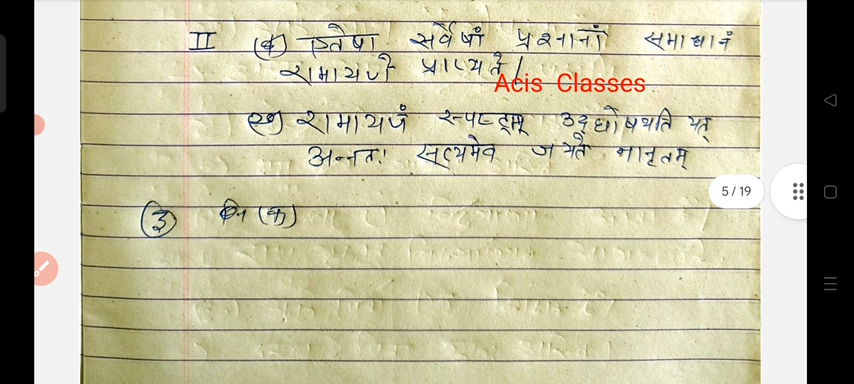 II (क) एतेषां सर्वेषां प्रश्नानां समाधानं
रामायणे प्राप्यते।
Acis Classes
(ख) रामायणं स्पष्टम् उद्घोषयति यत्
अन्ततः सत्यमेव जयते नानृतम्
5/19
③ (क)